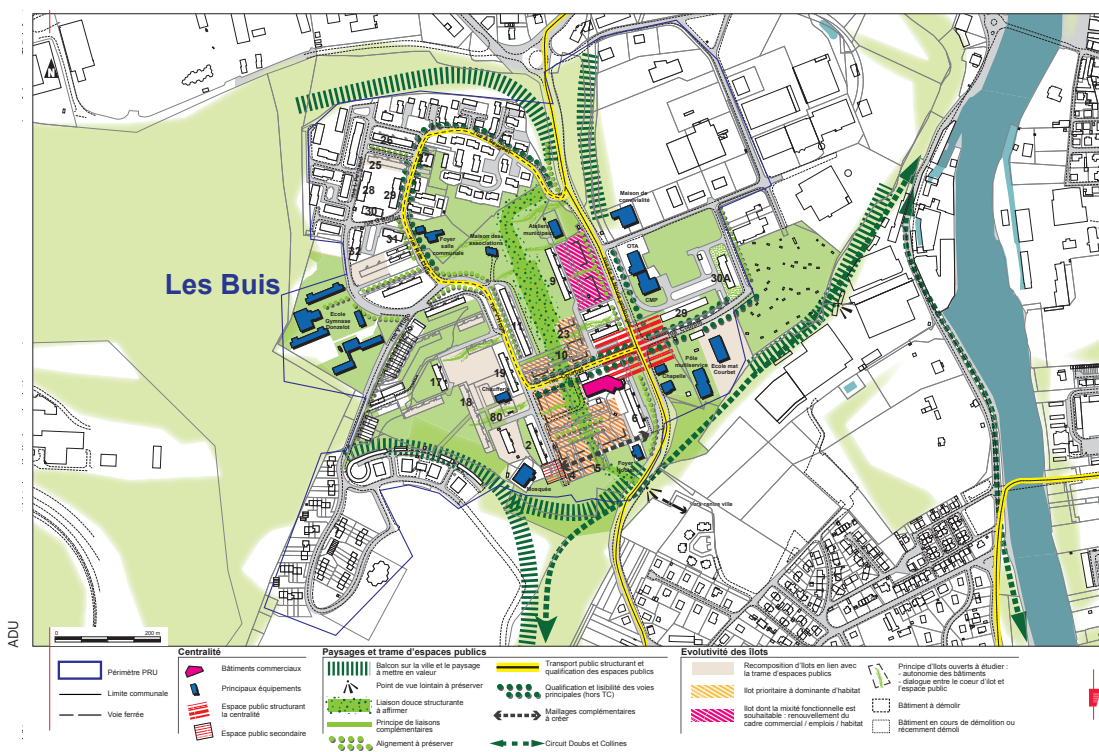 N
26
27
25
28
29
30
31
32
Les Buis
Foyer
salle
communale
Maison des
associations
Ateliers
municipaux
Maison de
convivialité
OTA
CMP
30A
29
9
11
23
10
Ecole
Gymnase
Donzelot
19
17
Chaufferie
18
80
2
6
5
Chapelle
Pôle
multiservice
Ecole mat
Courbet
Mosquée
Foyer
Vers centre ville
ADU
0
200 m
Périmètre PRU
Limite communale
Voie ferrée
Centralité
Bâtiments commerciaux
Principaux équipements
Espace public structurant
la centralité
Espace public secondaire
Paysages et trame d'espaces publics
Balcon sur la ville et le paysage
à mettre en valeur
Point de vue lointain à préserver
Liaison douce structurante
à affirmer
Principe de liaisons
complémentaires
Alignement à préserver
Transport public structurant et
qualification des espaces publics
Qualification et lisibilité des voies
principales (hors TC)
Maillages complémentaires
à créer
Circuit Doubs et Collines
Evolutivité des îlots
Recomposition d'Ilots en lien avec
la trame d'espaces publics
Ilot prioritaire à dominante d'habitat
Ilot dont la mixité fonctionnelle est
souhaitable : renouvellement du
cadre commercial / emplois / habitat
Principe d'îlots ouverts à étudier :
- autonomie des bâtiments
- dialogue entre le coeur d'îlot et
l'espace public
Bâtiment à démolir
Bâtiment en cours de démolition ou
récemment démoli